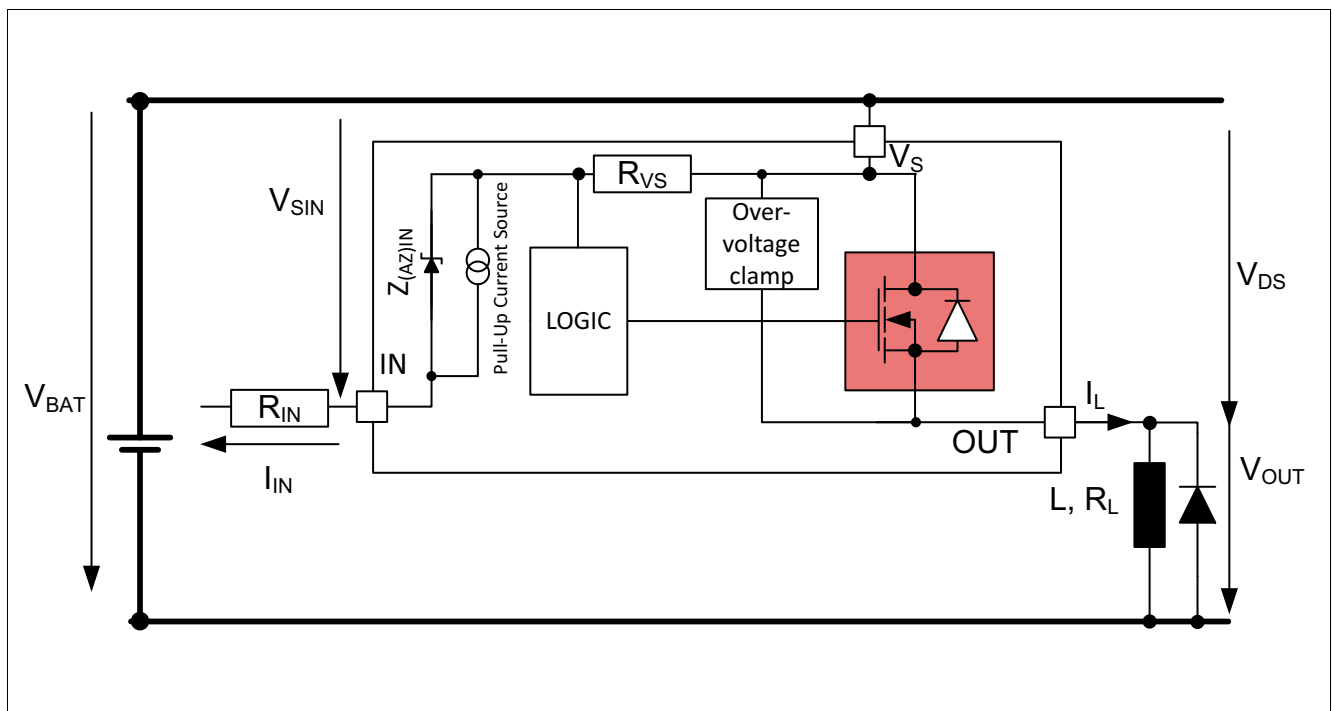 V_S
R_VS
V_SIN
Z_(AZ)IN
Pull-Up Current Source
Over-
voltage
clamp
V_DS
LOGIC
IN
V_BAT
R_IN
I_L
OUT
I_IN
V_OUT
L, R_L